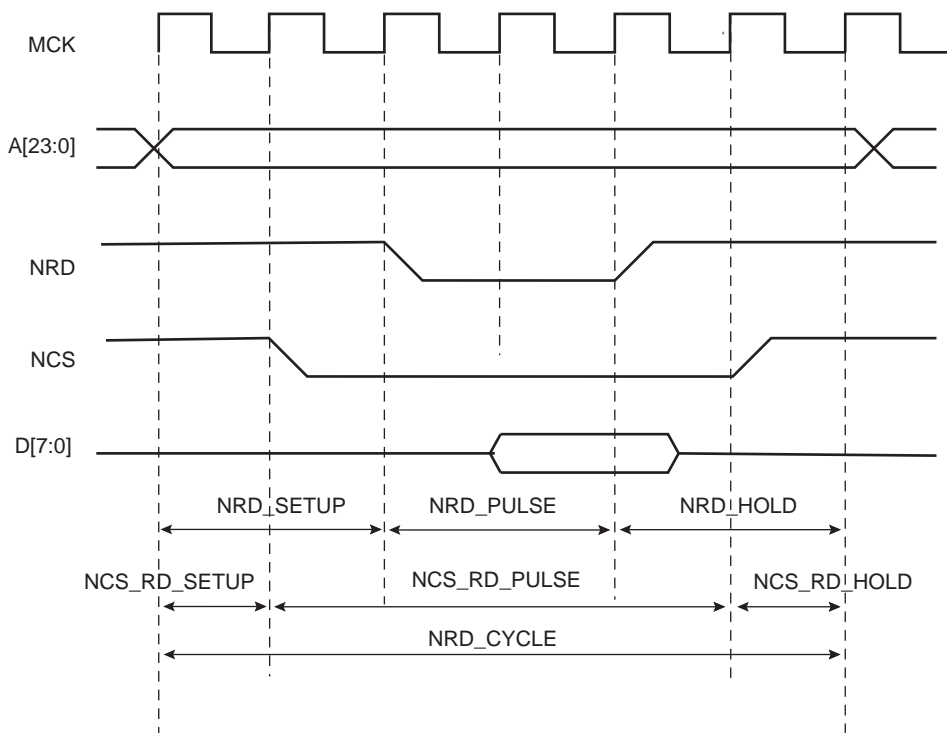 MCK
A[23:0]
NRD
NCS
D[7:0]
NRD_SETUP NRD_PULSE NRD_HOLD
NCS_RD_SETUP NCS_RD_PULSE NCS_RD_HOLD
NRD_CYCLE